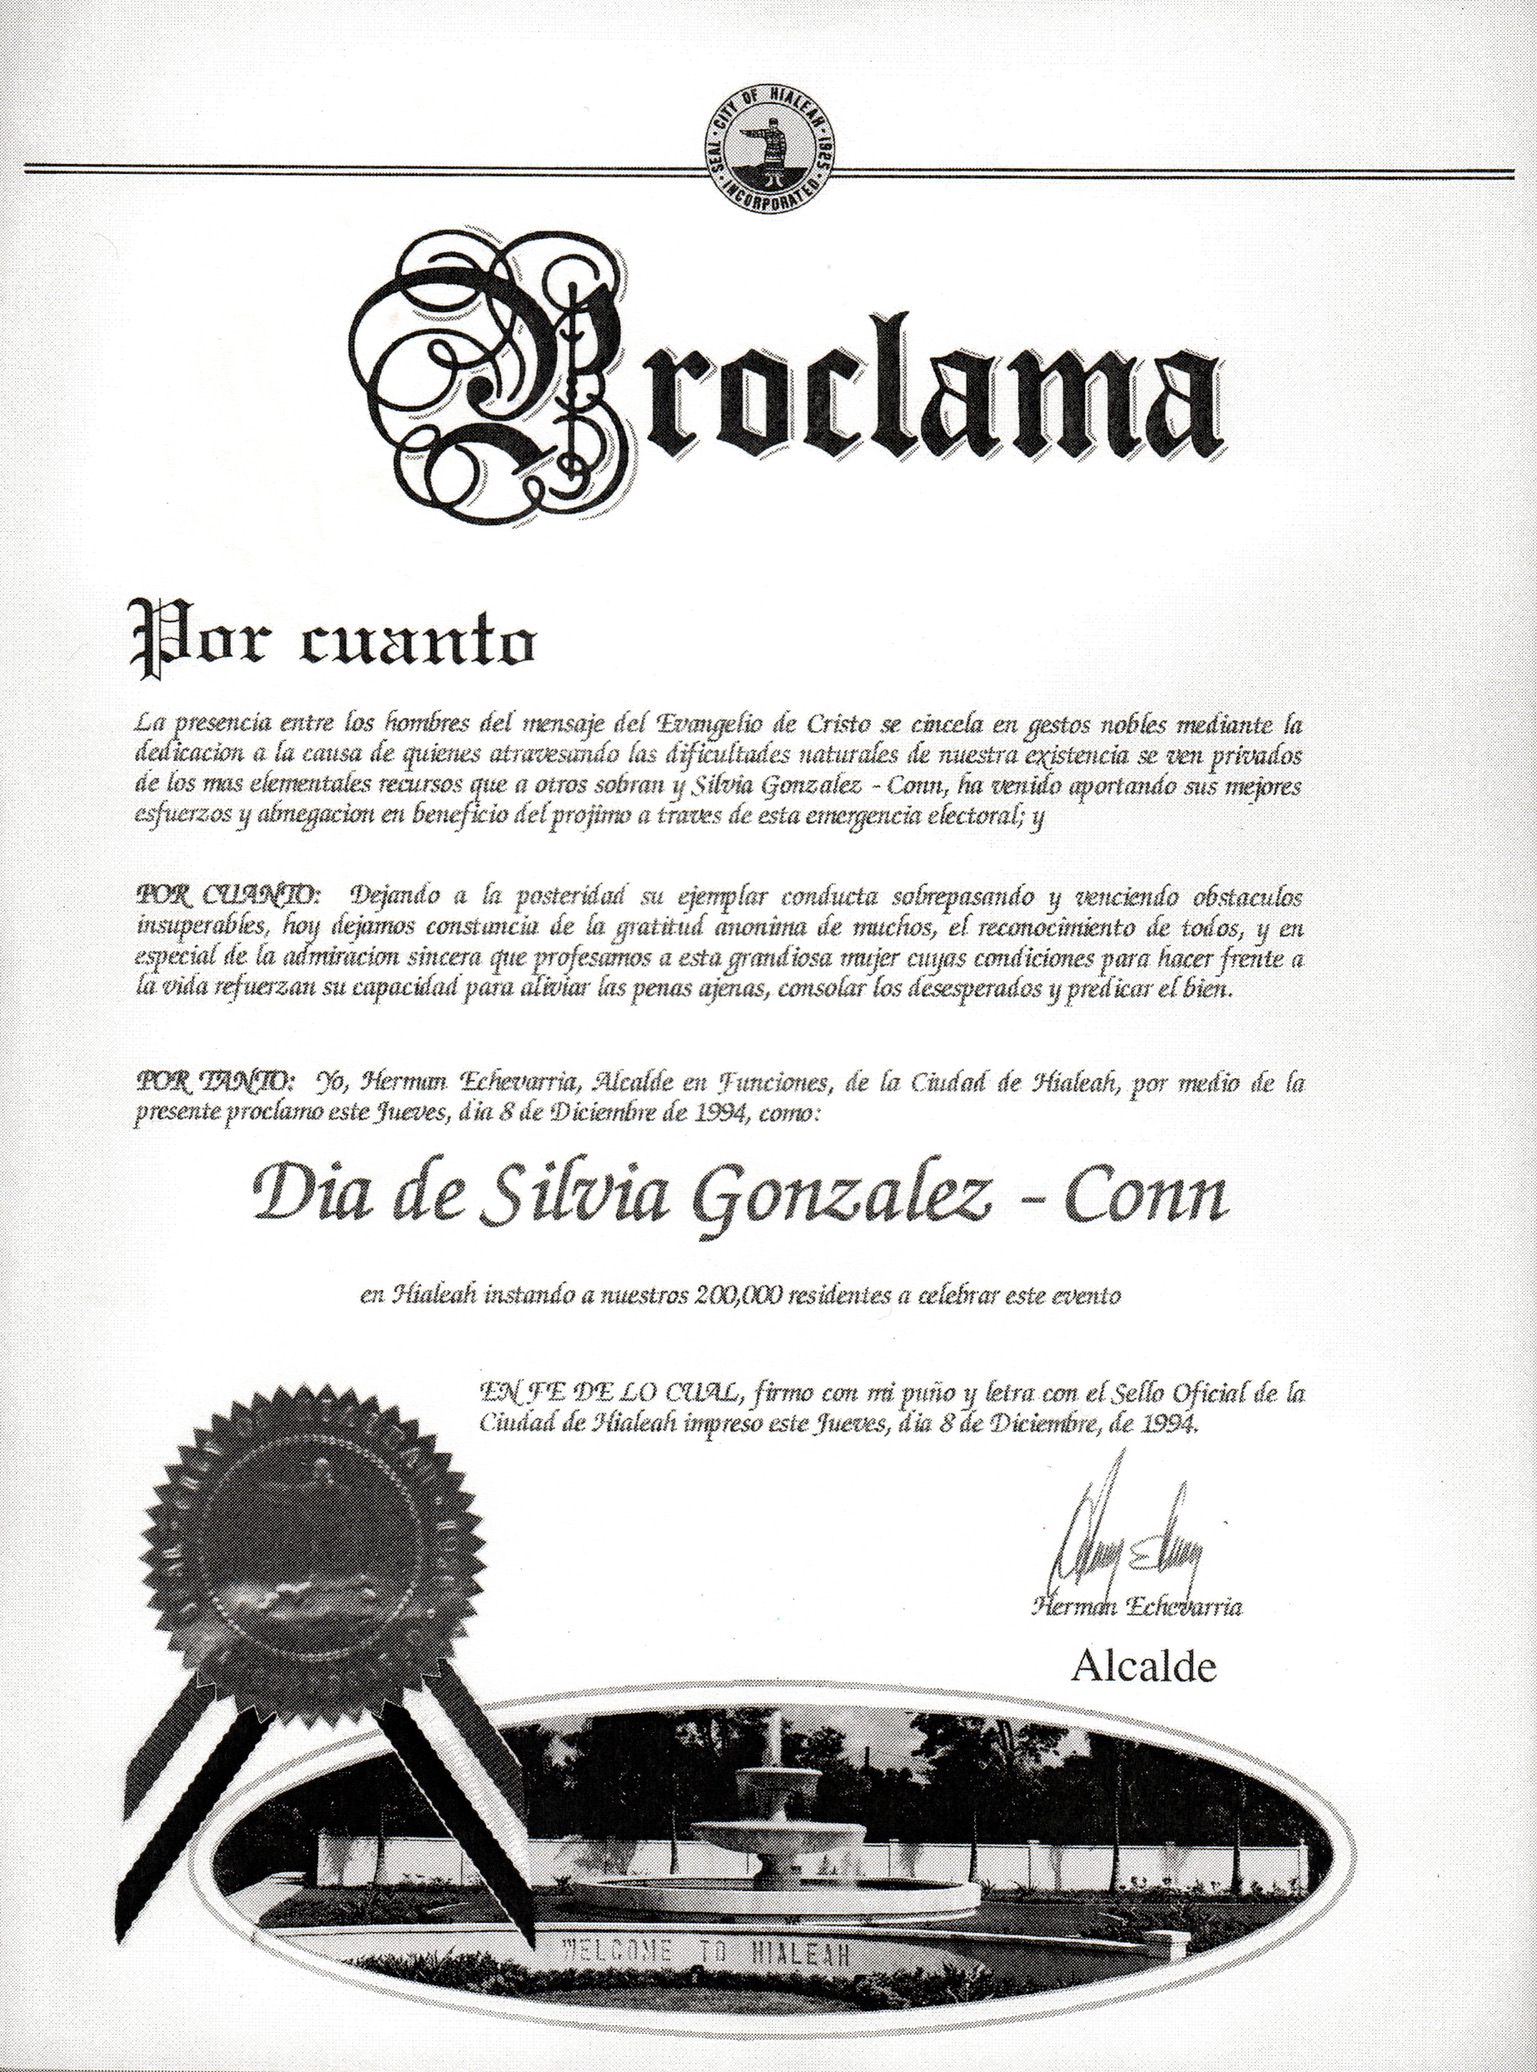 SEAL · CITY OF HIALEAH · 1925 · INCORPORATED ·
Proclama
Por cuanto
La presencia entre los hombres del mensaje del Evangelio de Cristo se cincela en gestos nobles mediante la
dedicacion a la causa de quienes atravesando las dificultades naturales de nuestra existencia se ven privados
de los mas elementales recursos que a otros sobran y Silvia Gonzalez - Conn, ha venido aportando sus mejores
esfuerzos y abnegacion en beneficio del projimo a traves de esta emergencia electoral; y
POR CUANTO: Dejando a la posteridad su ejemplar conducta sobrepasando y venciendo obstaculos
insuperables, hoy dejamos constancia de la gratitud anonima de muchos, el reconocimiento de todos, y en
especial de la admiracion sincera que profesamos a esta grandiosa mujer cuyas condiciones para hacer frente a
la vida refuerzan su capacidad para aliviar las penas ajenas, consolar los desesperados y predicar el bien.
POR TANTO: Yo, Herman Echevarria, Alcalde en Funciones, de la Ciudad de Hialeah, por medio de la
presente proclamo este Jueves, dia 8 de Diciembre de 1994, como:
Dia de Silvia Gonzalez - Conn
en Hialeah instando a nuestros 200,000 residentes a celebrar este evento
EN FE DE LO CUAL, firmo con mi puño y letra con el Sello Oficial de la
Ciudad de Hialeah impreso este Jueves, dia 8 de Diciembre, de 1994.
Herman Echevarria
Alcalde
WELCOME TO HIALEAH